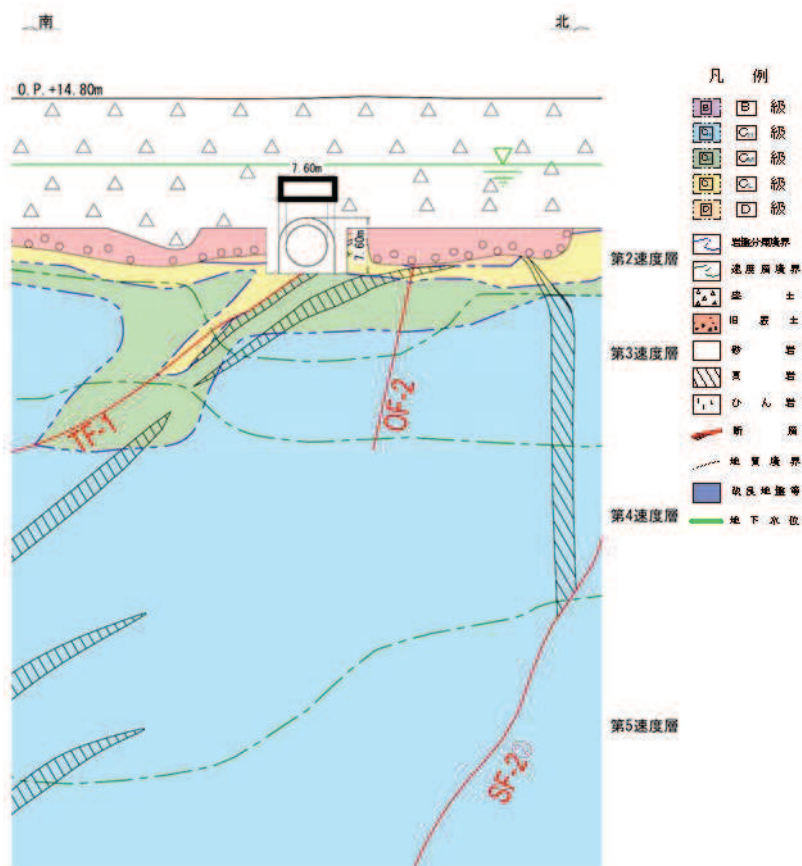 南
北
O.P.+14.80m
7.60m
7.60m
TF-1
OF-2
SF-2
第2速度層
第3速度層
第4速度層
第5速度層
凡 例
B B 級
級
級
級
D D 級
岩盤分類境界
速度層境界
盛 土
旧 表 土
砂 岩
頁 岩
ひ ん 岩
断 層
地 質 境 界
改 良 地 盤 等
地 下 水 位